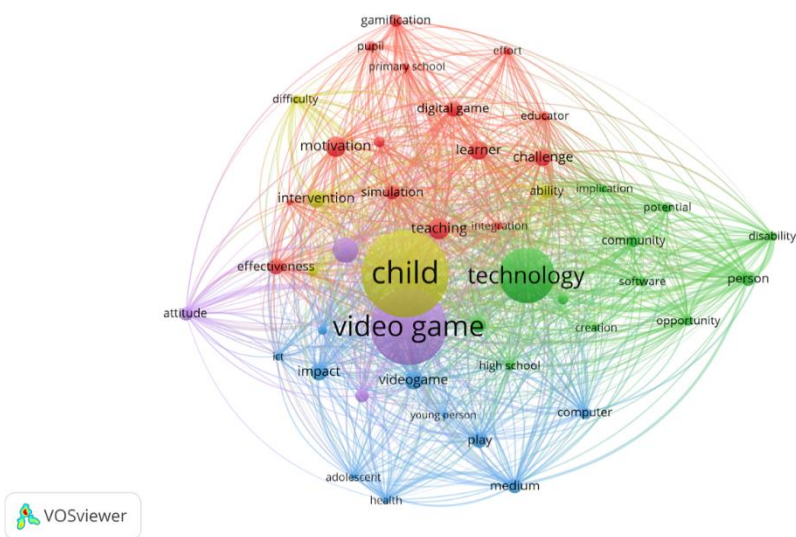 gamification
pupil
effort
primary school
difficulty
digital game
educator
motivation
learner
challenge
intervention
simulation
ability
implication
potential
teaching
integration
community
disability
effectiveness
child
technology
software
person
attitude
video game
creation
opportunity
ict
impact
videogame
high school
young person
computer
play
adolescent
medium
health
VOSviewer